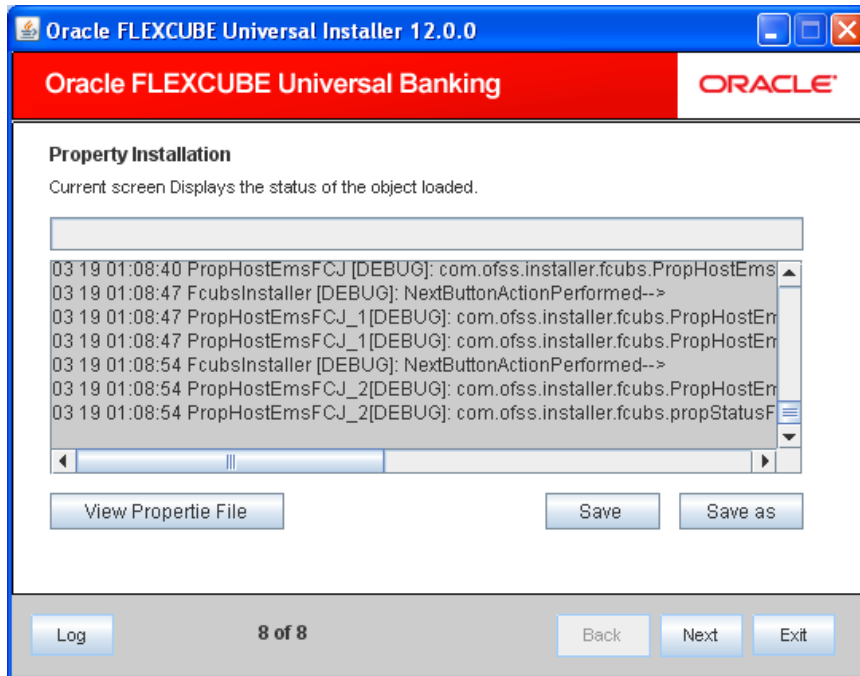 Oracle FLEXCUBE Universal Installer 12.0.0
Oracle FLEXCUBE Universal Banking
ORACLE
Property Installation
Current screen Displays the status of the object loaded.
03 19 01:08:40 PropHostEmsFCJ [DEBUG]: com.ofss.installer.fcubs.PropHostEms
03 19 01:08:47 FcubsInstaller [DEBUG]: NextButtonActionPerformed-->
03 19 01:08:47 PropHostEmsFCJ_1[DEBUG]: com.ofss.installer.fcubs.PropHostEm
03 19 01:08:47 PropHostEmsFCJ_1[DEBUG]: com.ofss.installer.fcubs.PropHostEm
03 19 01:08:54 FcubsInstaller [DEBUG]: NextButtonActionPerformed-->
03 19 01:08:54 PropHostEmsFCJ_2[DEBUG]: com.ofss.installer.fcubs.PropHostEm
03 19 01:08:54 PropHostEmsFCJ_2[DEBUG]: com.ofss.installer.fcubs.propStatusF
View Propertie File
Save
Save as
Log
8 of 8
Back
Next
Exit